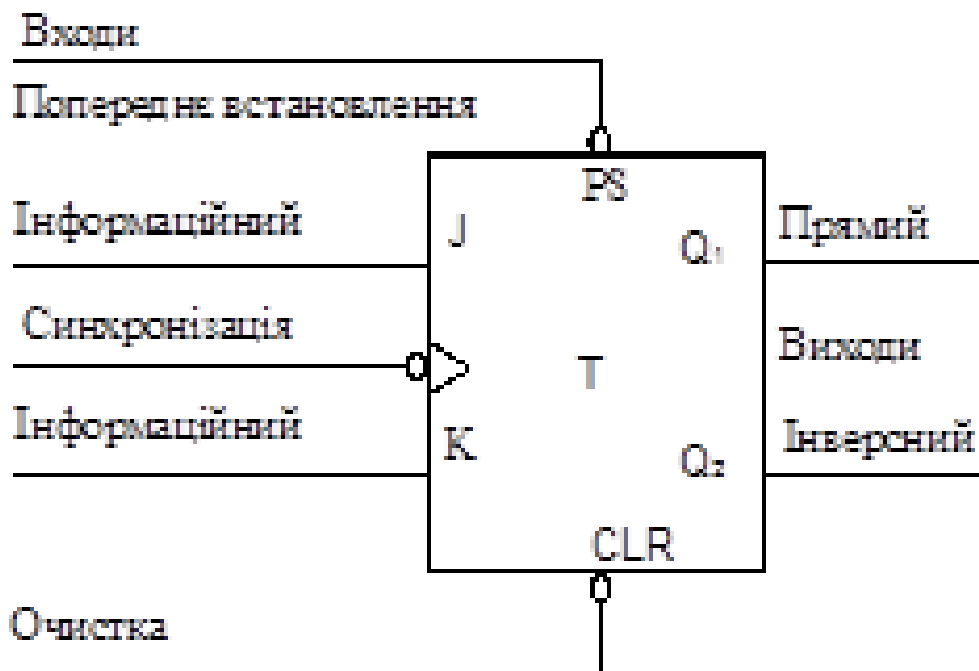 Входи
Попереднє встановлення
PS
Інформаційний
J
Q₁
Прямий
Синхронізація
T
Виходи
Інформаційний
K
Q₂
Інверсний
CLR
Очистка